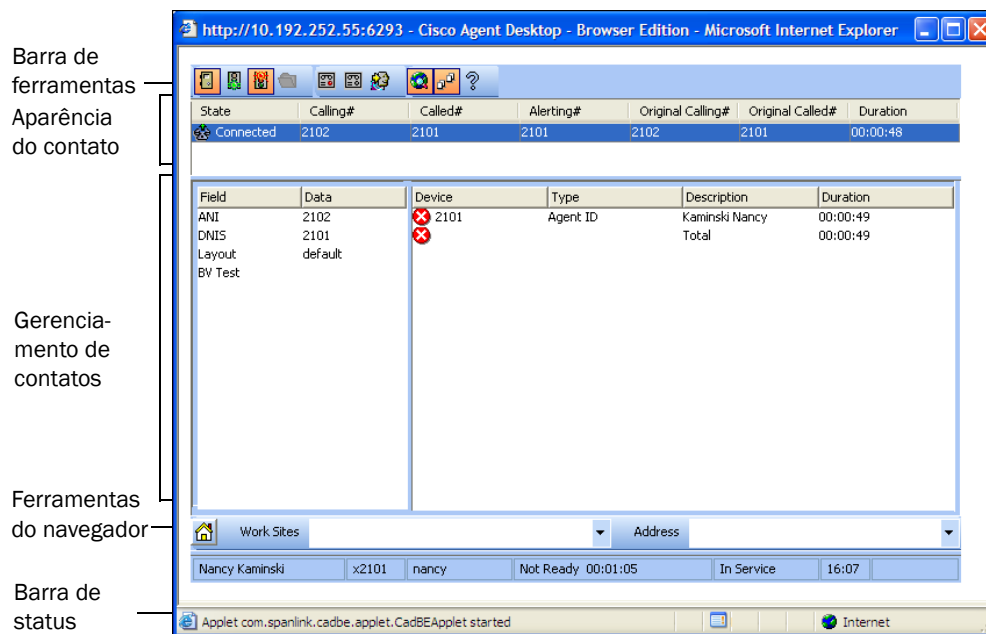 http://10.192.252.55:6293 - Cisco Agent Desktop - Browser Edition - Microsoft Internet Explorer
Barra de
ferramentas
Aparência
do contato
State Calling# Called# Alerting# Original Calling# Original Called# Duration
Connected 2102 2101 2101 2102 2101 00:00:48
Field Data Device Type Description Duration
ANI 2102 2101 Agent ID Kaminski Nancy 00:00:49
DNIS 2101 Total 00:00:49
Layout default
BV Test
Gerencia-
mento de
contatos
Ferramentas
do navegador
Work Sites Address
Nancy Kaminski x2101 nancy Not Ready 00:01:05 In Service 16:07
Barra de
status
Applet com.spanlink.cadbe.applet.CadBEApplet started Internet